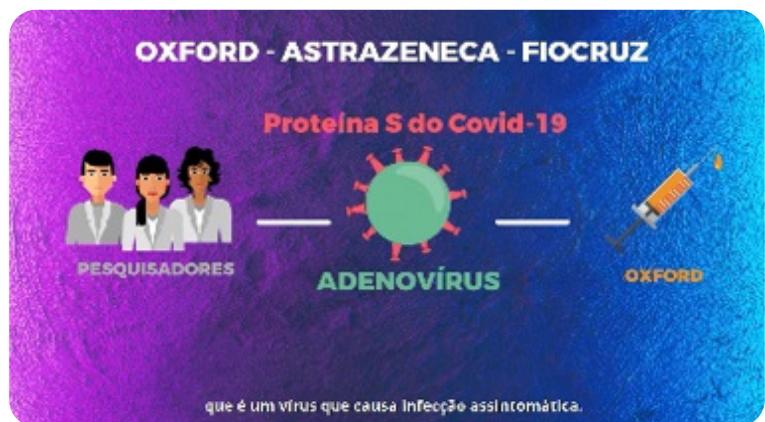 OXFORD - ASTRAZENECA - FIOCRUZ
Proteína S do Covid-19
PESQUISADORES
ADENOVÍRUS
OXFORD
que é um vírus que causa infecção assintomática.